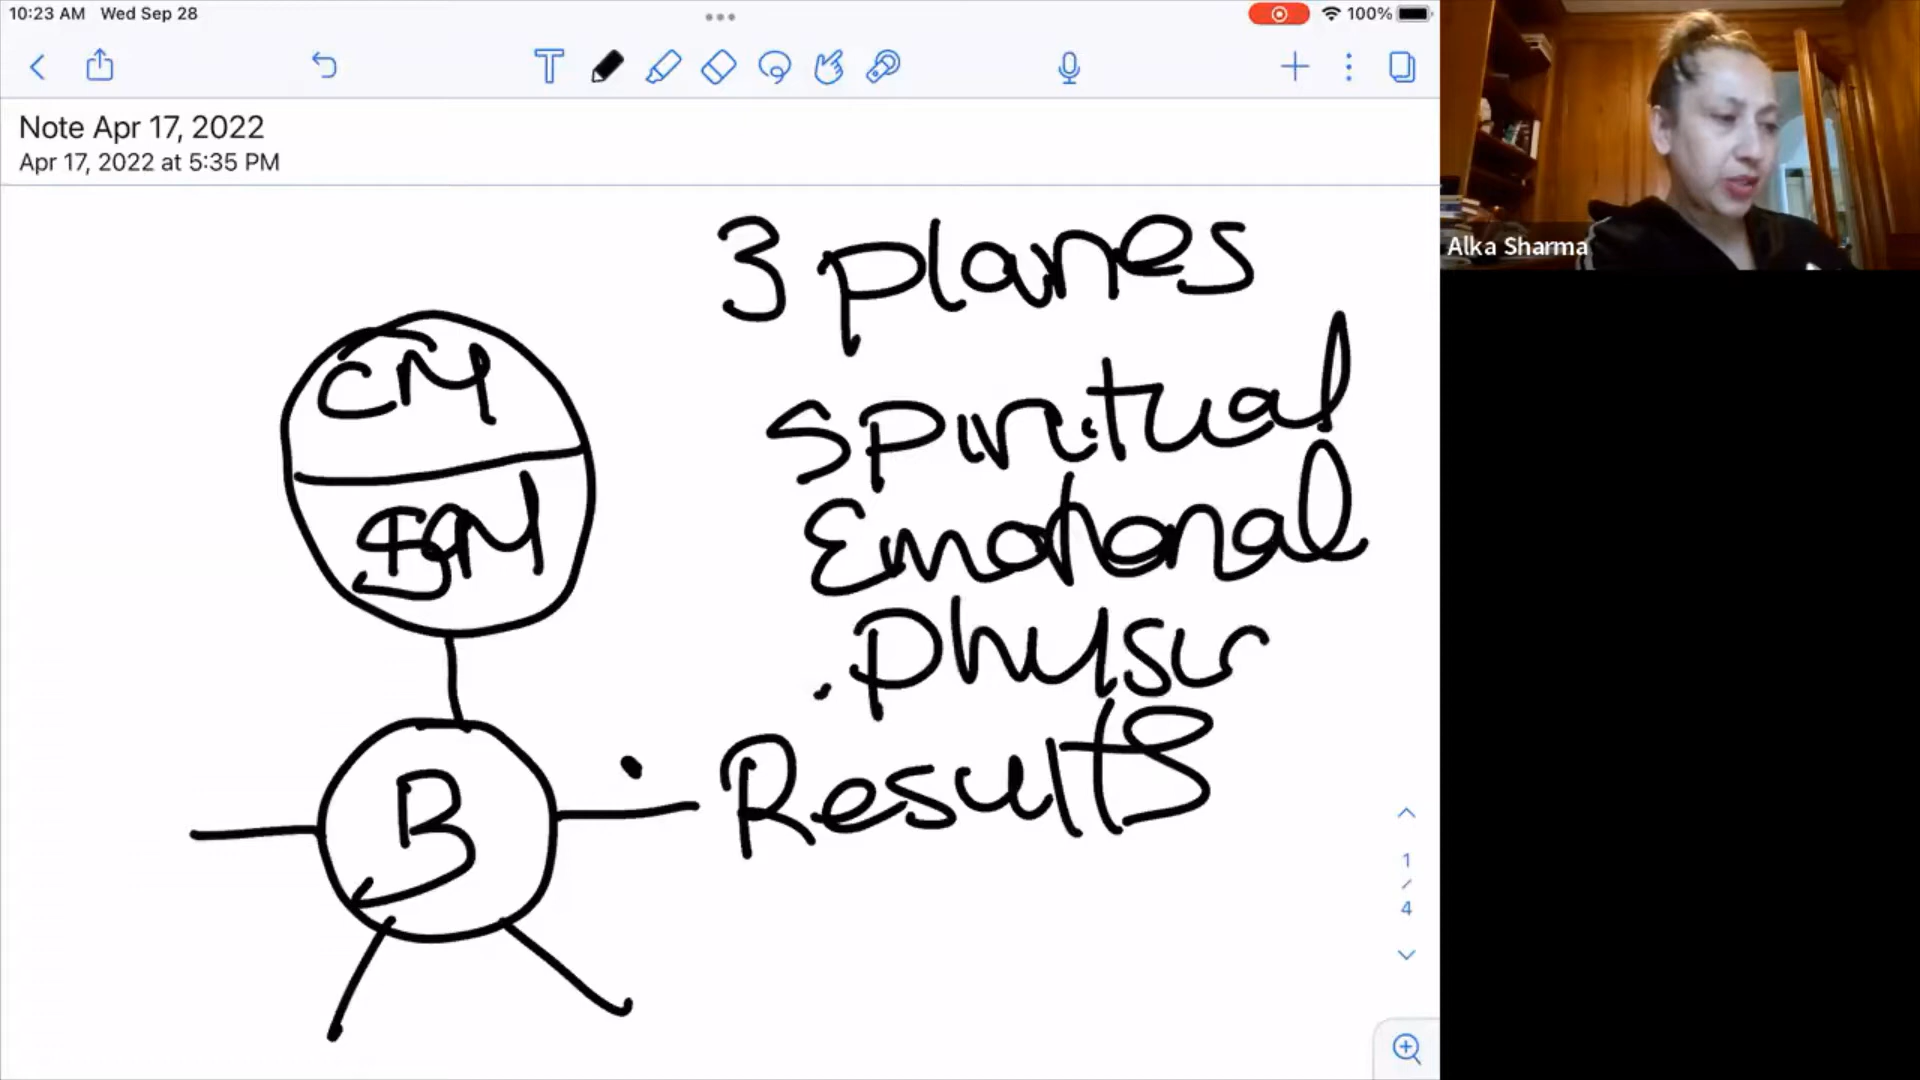 10:23 AM Wed Sep 28
100%
Note Apr 17, 2022
Apr 17, 2022 at 5:35 PM
Alka Sharma
3 planes
CM
Spiritual
Emotional
Physic
Results
B
1
/
4